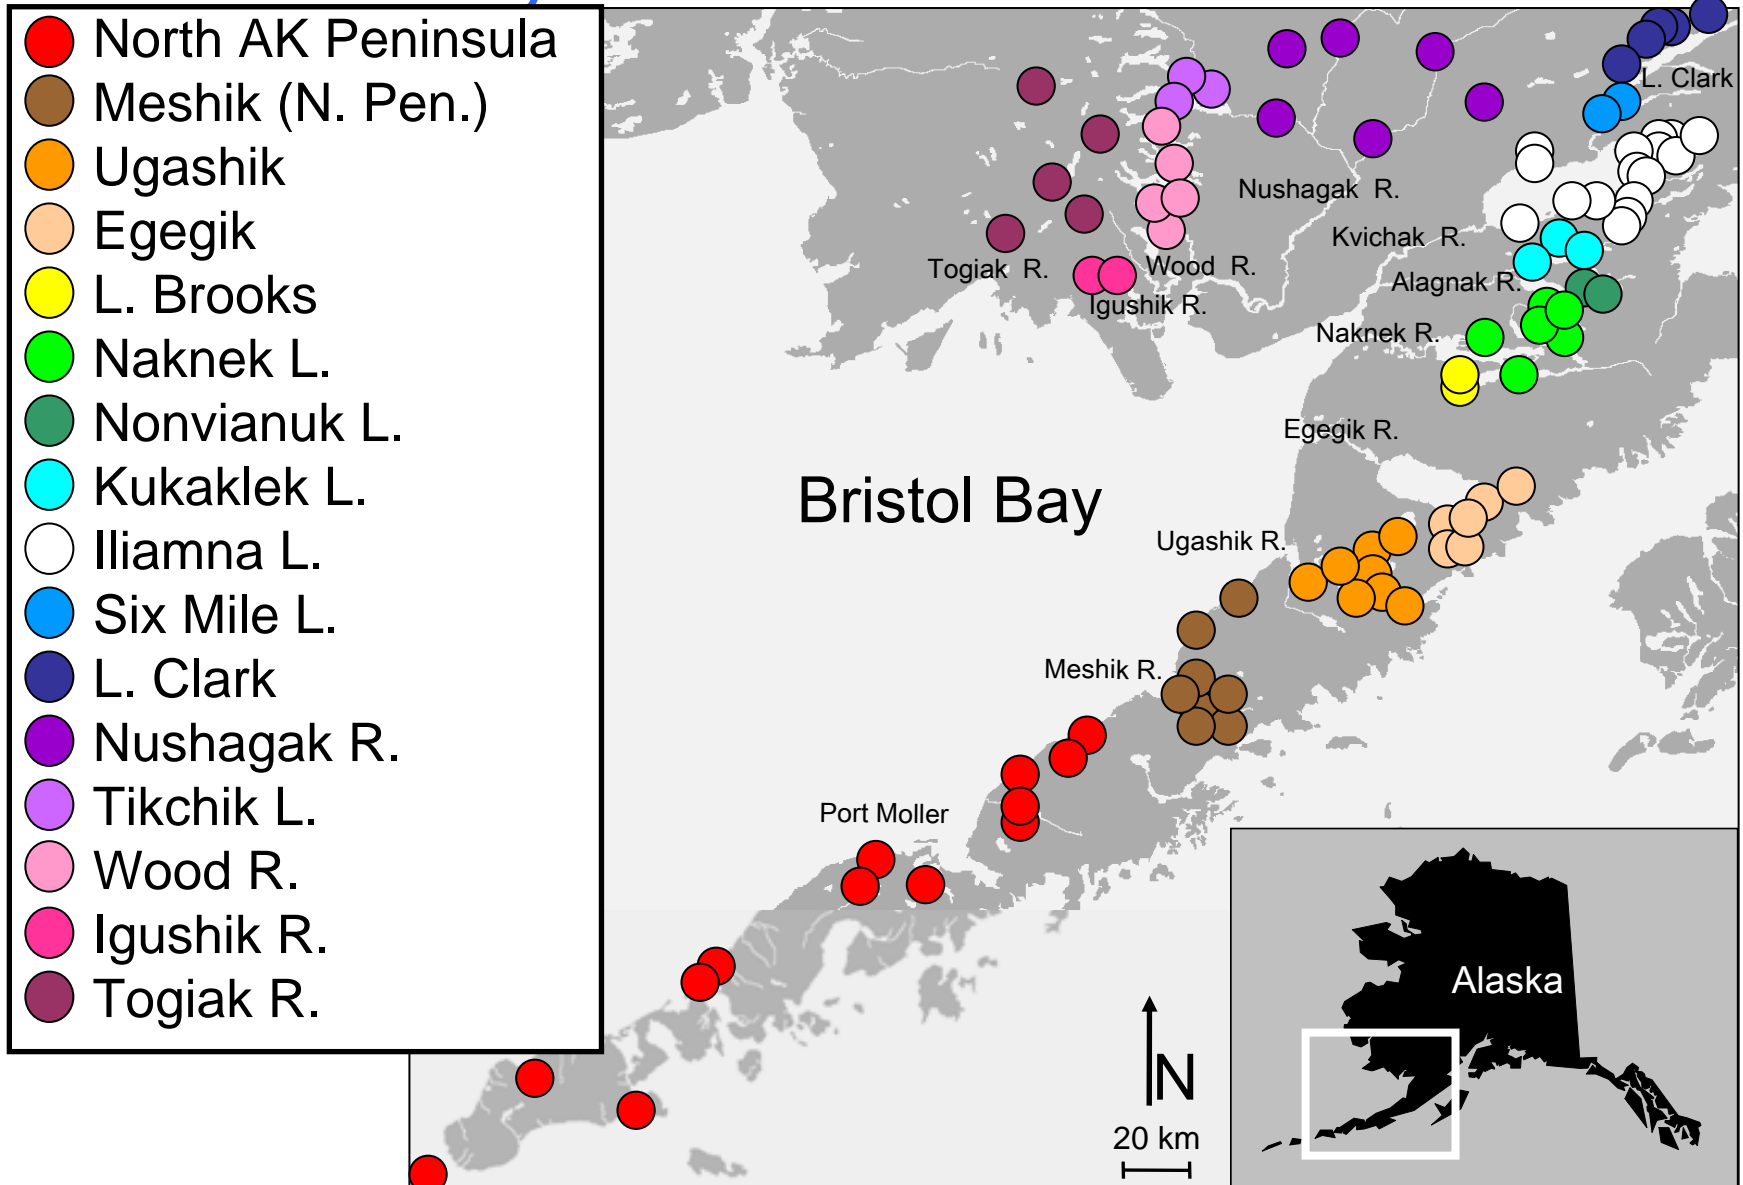 North AK Peninsula
Meshik (N. Pen.)
Ugashik
Egegik
L. Brooks
Naknek L.
Nonvianuk L.
Kukaklek L.
Iliamna L.
Six Mile L.
L. Clark
Nushagak R.
Tikchik L.
Wood R.
Igushik R.
Togiak R.
L. Clark
Nushagak R.
Kvichak R.
Togiak R.
Wood R.
Alagnak R.
Igushik R.
Naknek R.
Egegik R.
Bristol Bay
Ugashik R.
Meshik R.
Port Moller
Alaska
N
20 km